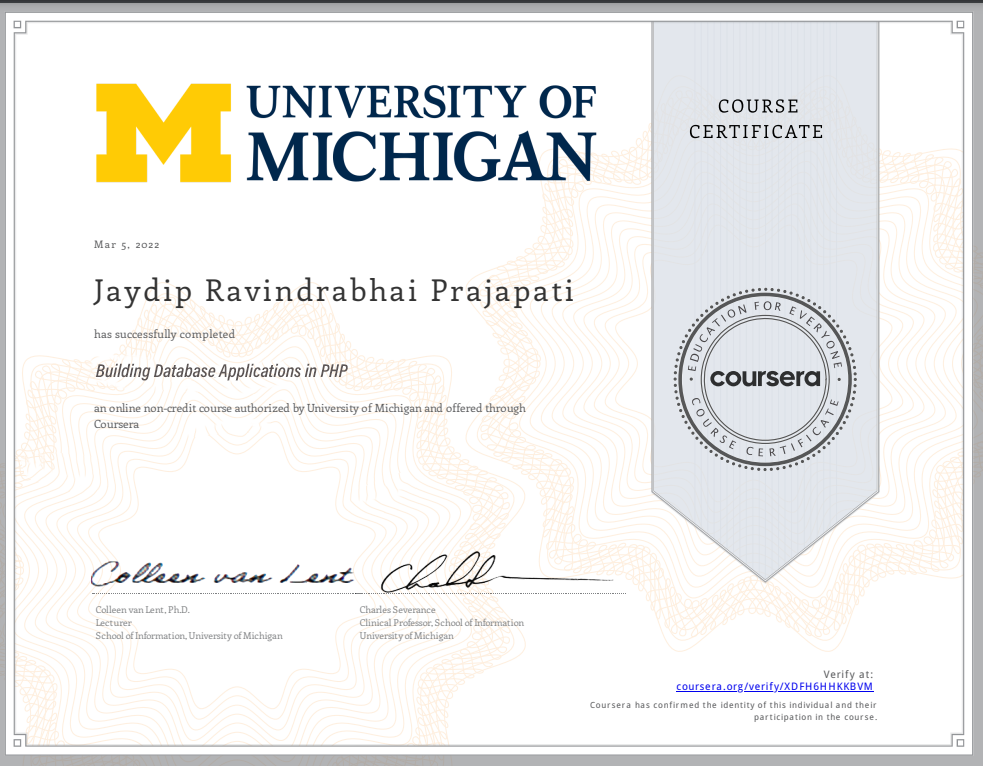 UNIVERSITY OF
MICHIGAN
COURSE
CERTIFICATE
Mar 5, 2022
Jaydip Ravindrabhai Prajapati
has successfully completed
Building Database Applications in PHP
an online non-credit course authorized by University of Michigan and offered through
Coursera
EDUCATION FOR EVERYONE
coursera
COURSE CERTIFICATE
Colleen van Lent
Colleen van Lent, Ph.D.
Lecturer
School of Information, University of Michigan
Charles Severance
Clinical Professor, School of Information
University of Michigan
Verify at:
coursera.org/verify/XDFH6HHKKBVM
Coursera has confirmed the identity of this individual and their
participation in the course.